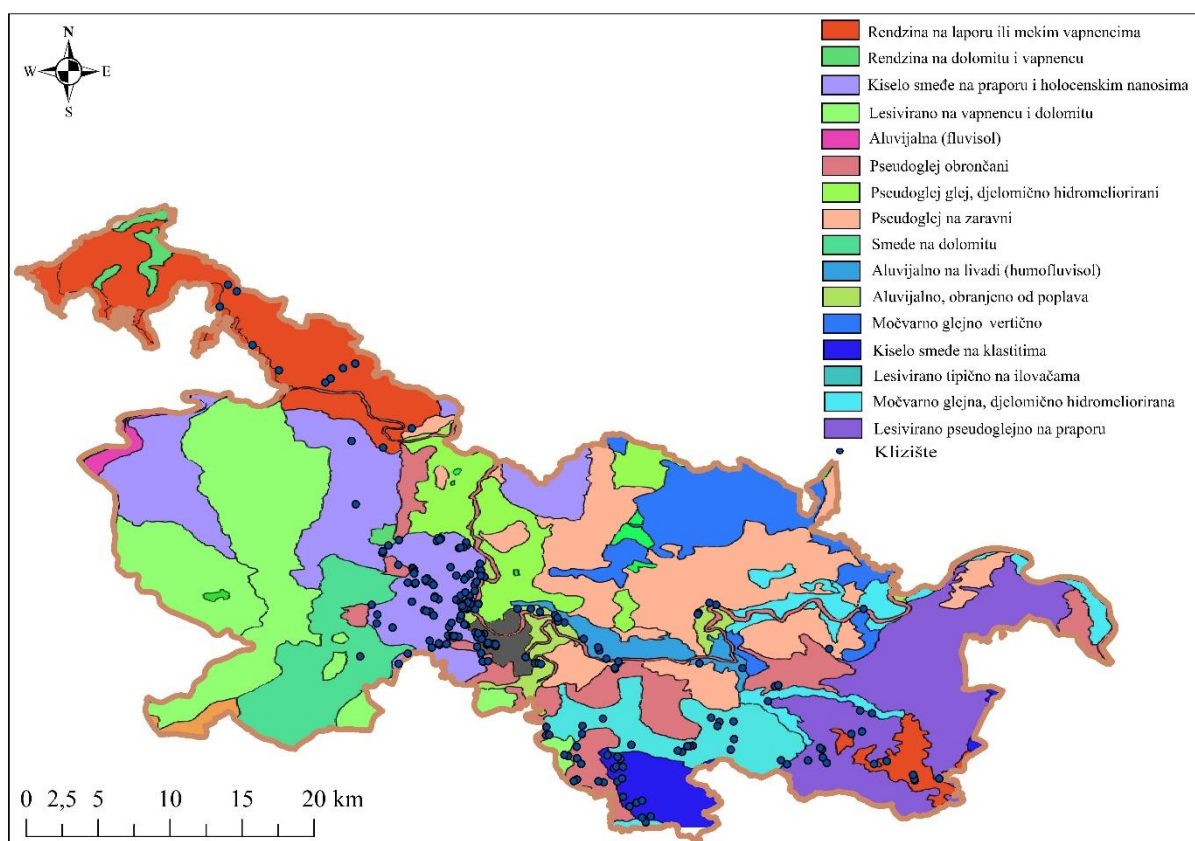 N
W E
S
Rendzina na laporu ili mekim vapnencima
Rendzina na dolomitu i vapnencu
Kiselo smeđe na praporu i holocenskim nanosima
Lesivirano na vapnencu i dolomitu
Aluvijalna (fluvisol)
Pseudoglej obrončani
Pseudoglej glej, djelomično hidromeliorirani
Pseudoglej na zaravni
Smeđe na dolomitu
Aluvijalno na livadi (humofluvisol)
Aluvijalno, obranjeno od poplava
Močvarno glejno vertično
Kiselo smeđe na klastitima
Lesivirano tipično na ilovačama
Močvarno glejna, djelomično hidromeliorirana
Lesivirano pseudoglejno na praporu
Klizište
0 2,5 5 10 15 20 km